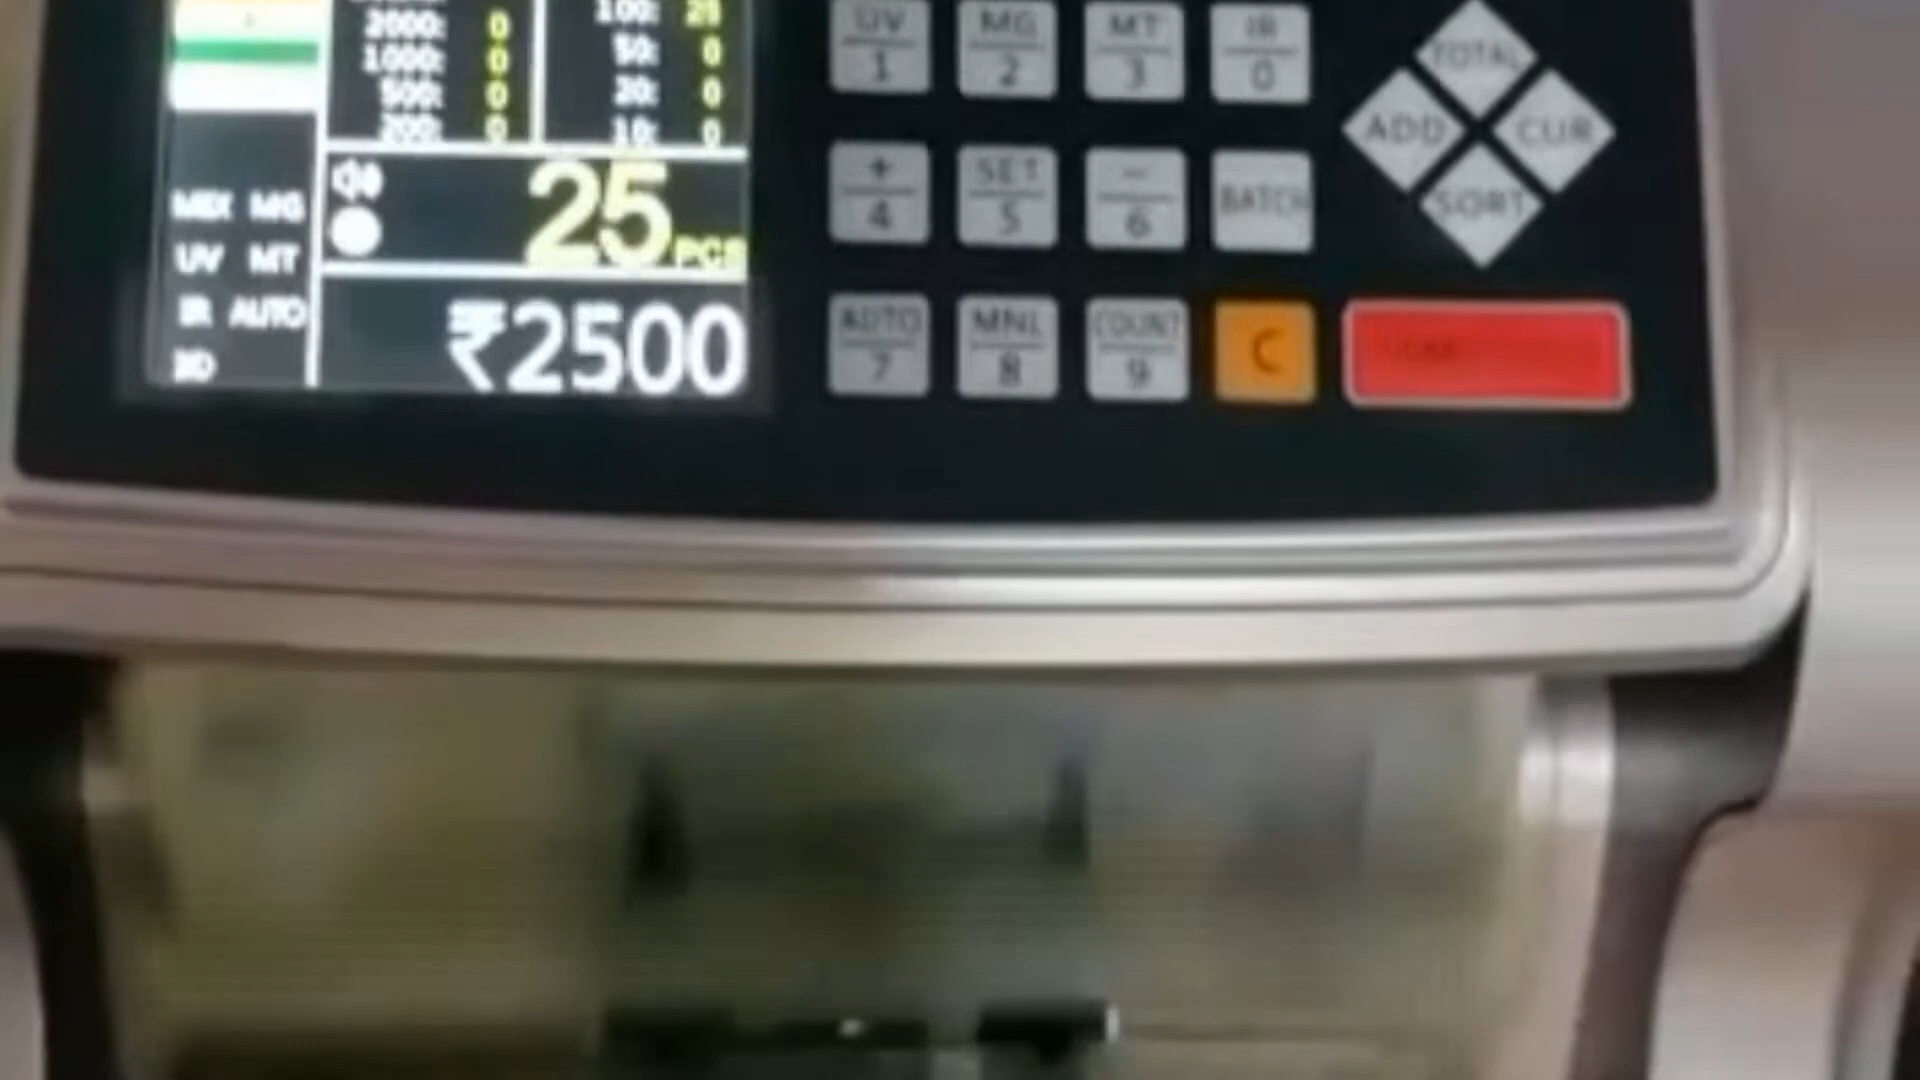 2000: 0
100: 25
1000: 0
50: 0
500: 0
20: 0
200: 0
10: 0
MIX MG
UV MT
IR AUTO
25 PCS
₹2500
UV 1
MG 2
MT 3
IR 0
+ 4
SET 5
− 6
BATCH
AUTO 7
MNL 8
COUNT 9
C
TOTAL
ADD
CUR
SORT